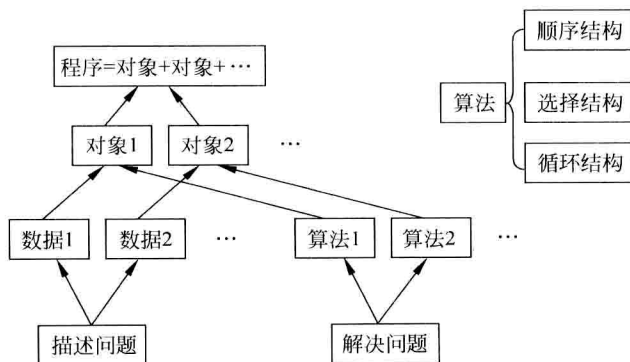 程序=对象+对象+…
对象1
对象2
…
数据1
数据2
…
算法1
算法2
…
描述问题
解决问题
算法
顺序结构
选择结构
循环结构